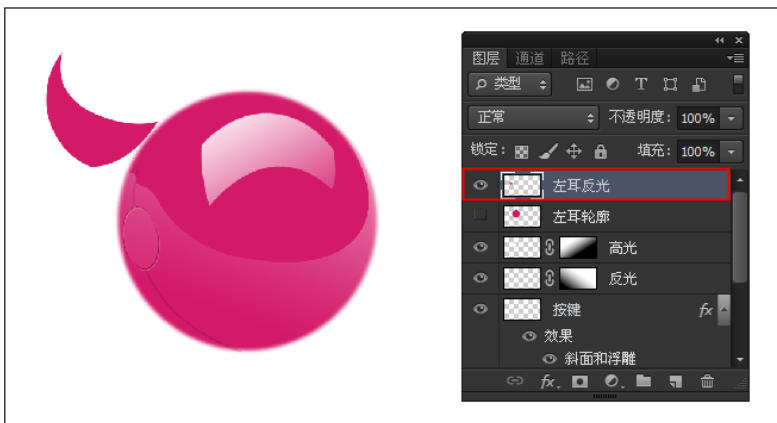 图层 通道 路径
类型
正常 不透明度: 100%
锁定: 填充: 100%
左耳反光
左耳轮廓
高光
反光
按键 fx
效果
斜面和浮雕
fx